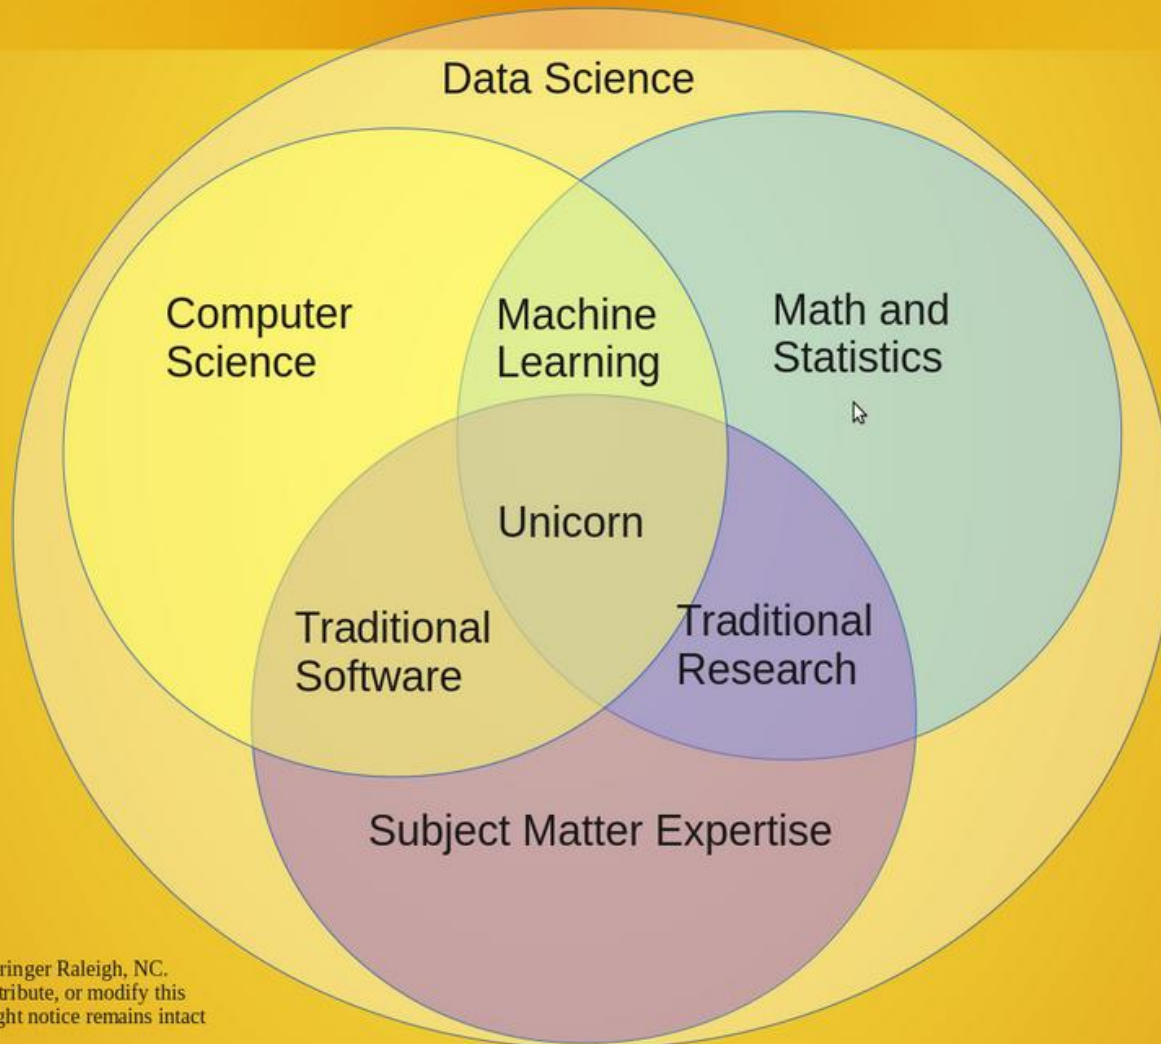 Data Science
Computer
Science
Machine
Learning
Math and
Statistics
Unicorn
Traditional
Software
Traditional
Research
Subject Matter Expertise
ringer Raleigh, NC.
tribute, or modify this
ght notice remains intact